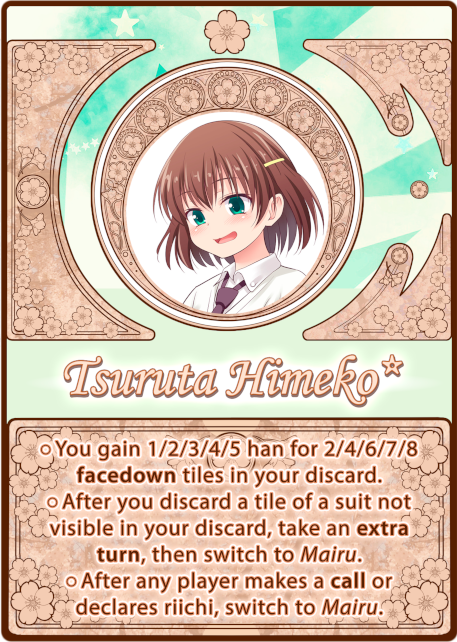 Tsuruta Himeko☆
○ You gain 1/2/3/4/5 han for 2/4/6/7/8
facedown tiles in your discard.
○ After you discard a tile of a suit not
visible in your discard, take an extra
turn, then switch to Mairu.
○ After any player makes a call or
declares riichi, switch to Mairu.